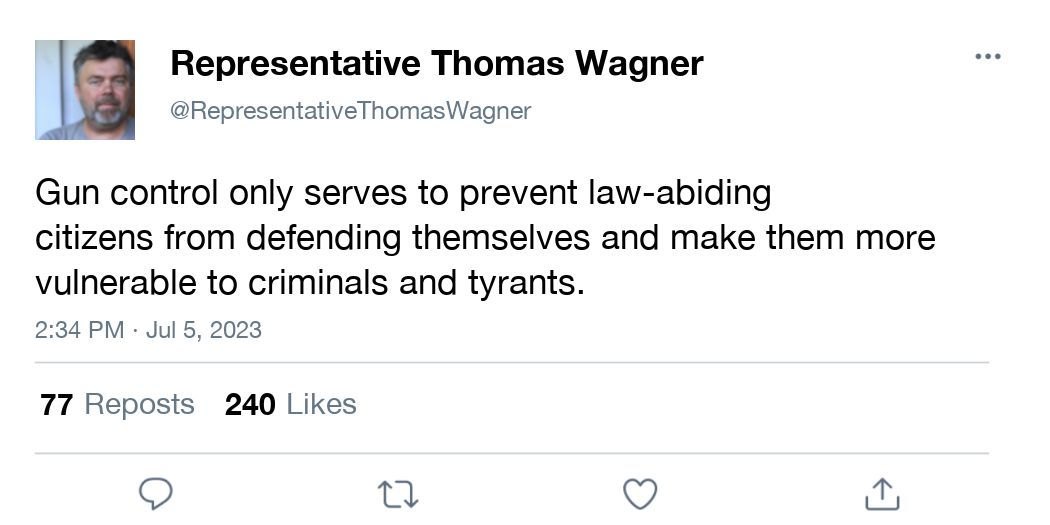 Representative Thomas Wagner
@RepresentativeThomasWagner
Gun control only serves to prevent law-abiding
citizens from defending themselves and make them more
vulnerable to criminals and tyrants.
2:34 PM · Jul 5, 2023
77 Reposts 240 Likes